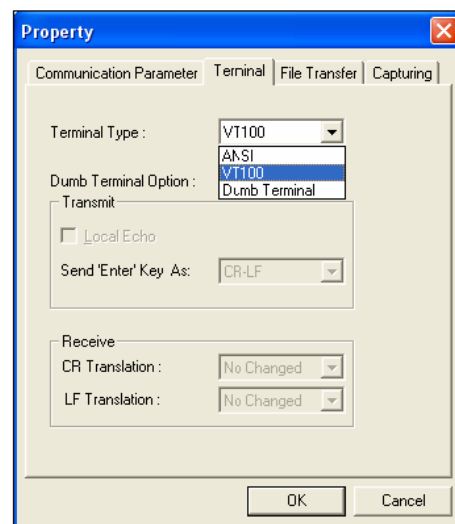 Property
Communication Parameter Terminal File Transfer Capturing
Terminal Type : VT100
ANSI
VT100
Dumb Terminal
Dumb Terminal Option :
Transmit
Local Echo
Send 'Enter' Key As: CR-LF
Receive
CR Translation : No Changed
LF Translation : No Changed
OK Cancel